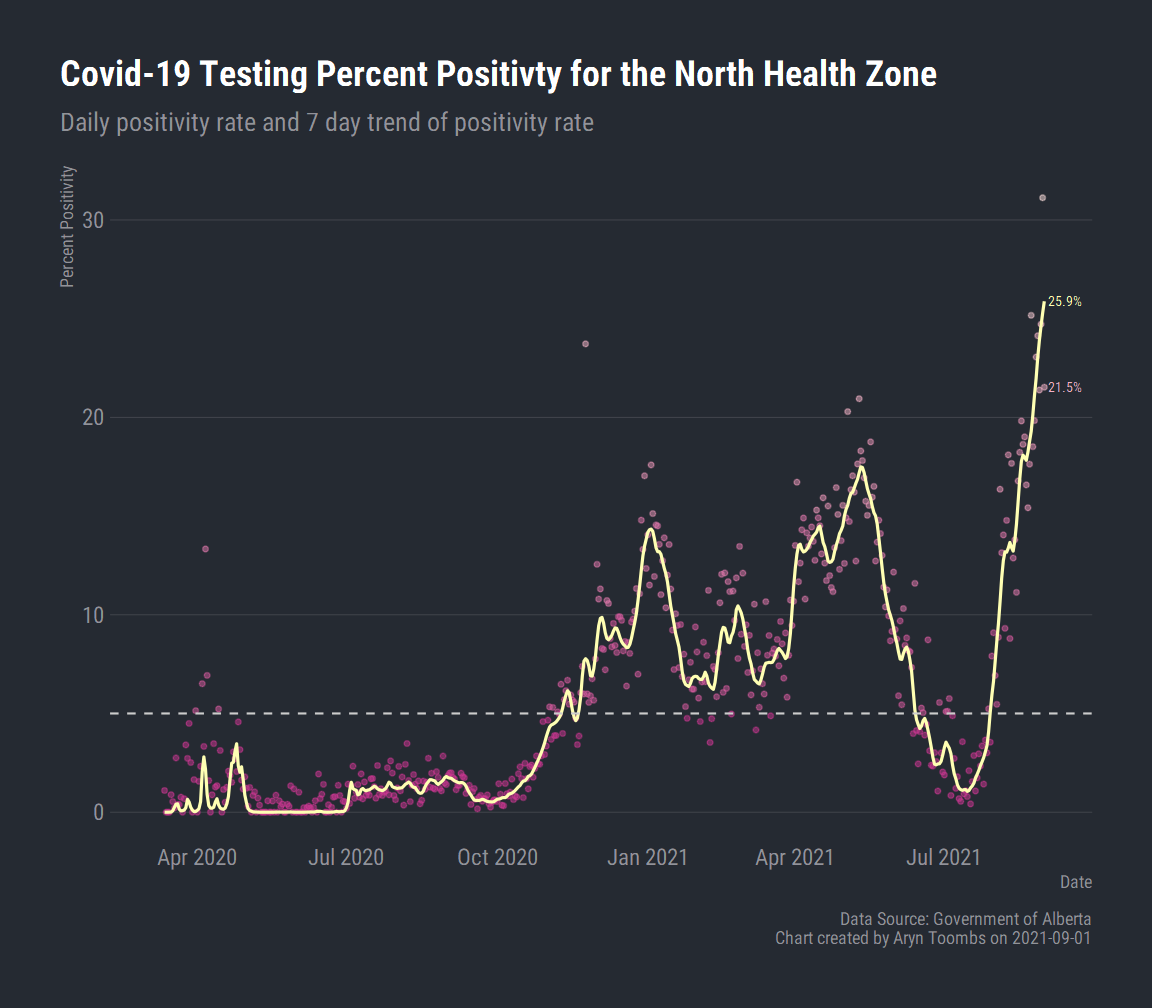 Covid-19 Testing Percent Positivty for the North Health Zone
Daily positivity rate and 7 day trend of positivity rate
Percent Positivity
30
25.9%
21.5%
20
10
0
Apr 2020
Jul 2020
Oct 2020
Jan 2021
Apr 2021
Jul 2021
Date
Data Source: Government of Alberta
Chart created by Aryn Toombs on 2021-09-01